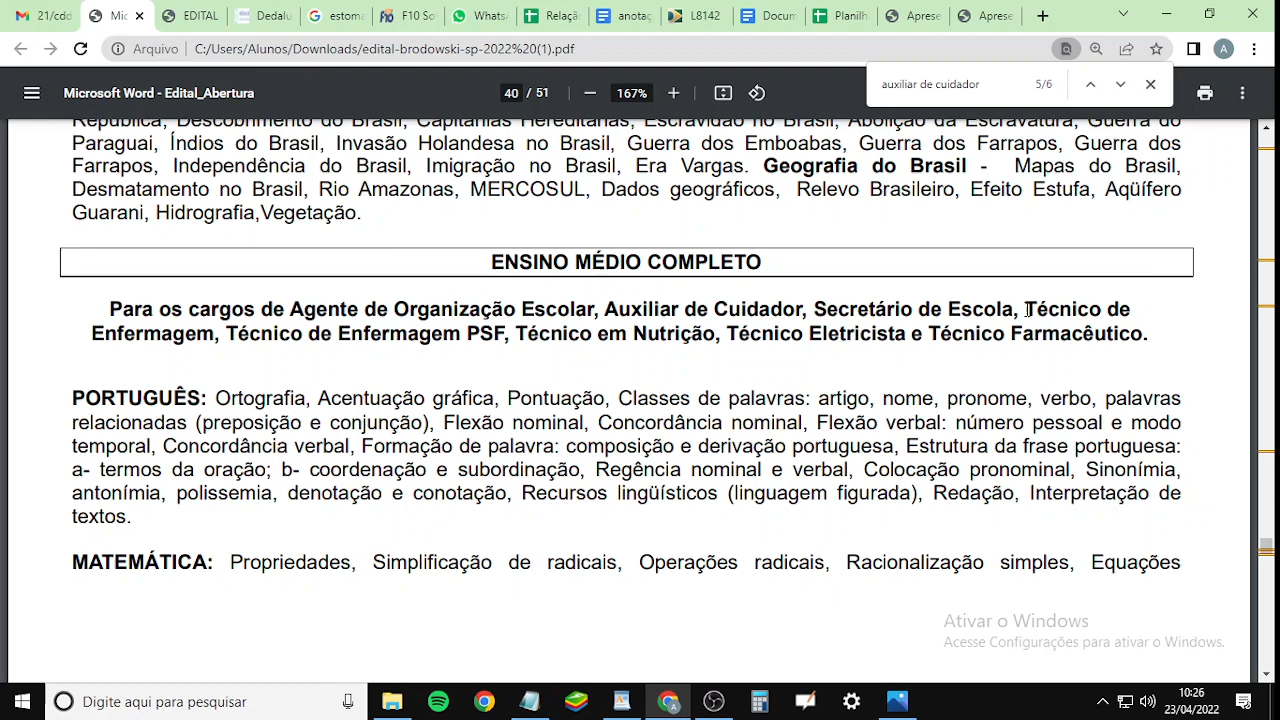 21/cdo
Mic
EDITAL
Dedalu
estoma
F10 So
Whats
Relaçã
anotaç
L8142
Docum
Planilh
Aprese
Aprese
Arquivo
C:/Users/Alunos/Downloads/edital-brodowski-sp-2022%20(1).pdf
A
auxiliar de cuidador
5/6
Microsoft Word - Edital_Abertura
40 / 51
167%
República, Descobrimento do Brasil, Capitanias Hereditárias, Escravidão no Brasil, Abolição da Escravatura, Guerra do
Paraguai, Índios do Brasil, Invasão Holandesa no Brasil, Guerra dos Emboabas, Guerra dos Farrapos, Guerra dos
Farrapos, Independência do Brasil, Imigração no Brasil, Era Vargas. Geografia do Brasil - Mapas do Brasil,
Desmatamento no Brasil, Rio Amazonas, MERCOSUL, Dados geográficos, Relevo Brasileiro, Efeito Estufa, Aqüífero
Guarani, Hidrografia,Vegetação.
ENSINO MÉDIO COMPLETO
Para os cargos de Agente de Organização Escolar, Auxiliar de Cuidador, Secretário de Escola, Técnico de
Enfermagem, Técnico de Enfermagem PSF, Técnico em Nutrição, Técnico Eletricista e Técnico Farmacêutico.
PORTUGUÊS: Ortografia, Acentuação gráfica, Pontuação, Classes de palavras: artigo, nome, pronome, verbo, palavras
relacionadas (preposição e conjunção), Flexão nominal, Concordância nominal, Flexão verbal: número pessoal e modo
temporal, Concordância verbal, Formação de palavra: composição e derivação portuguesa, Estrutura da frase portuguesa:
a- termos da oração; b- coordenação e subordinação, Regência nominal e verbal, Colocação pronominal, Sinonímia,
antonímia, polissemia, denotação e conotação, Recursos lingüísticos (linguagem figurada), Redação, Interpretação de
textos.
MATEMÁTICA: Propriedades, Simplificação de radicais, Operações radicais, Racionalização simples, Equações
Ativar o Windows
Acesse Configurações para ativar o Windows.
Digite aqui para pesquisar
10:26
23/04/2022